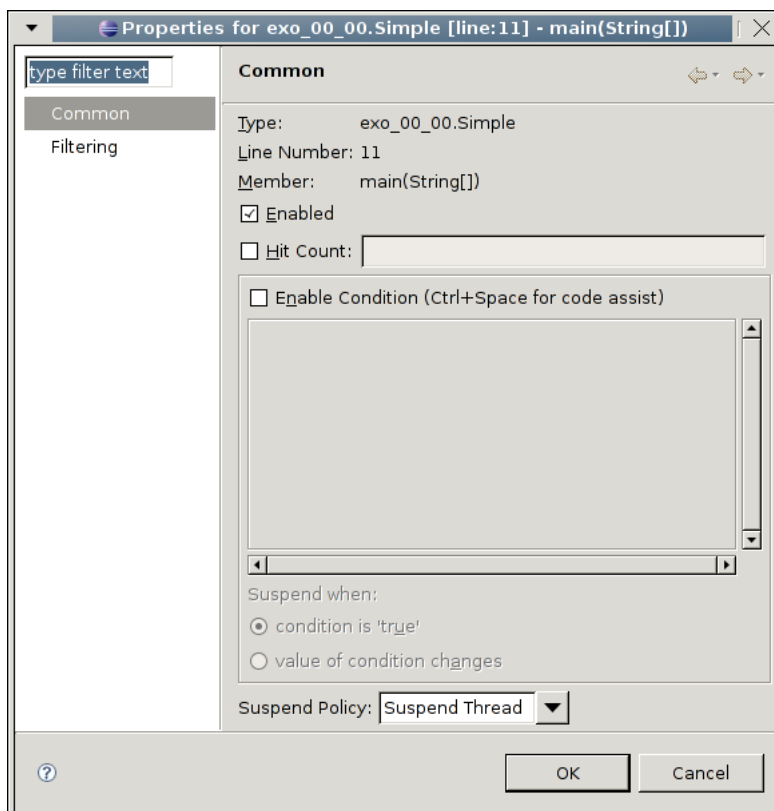 Properties for exo_00_00.Simple [line:11] - main(String[])
type filter text
Common
Filtering
Common
Type: exo_00_00.Simple
Line Number: 11
Member: main(String[])
Enabled
Hit Count:
Enable Condition (Ctrl+Space for code assist)
Suspend when:
condition is 'true'
value of condition changes
Suspend Policy: Suspend Thread
OK Cancel